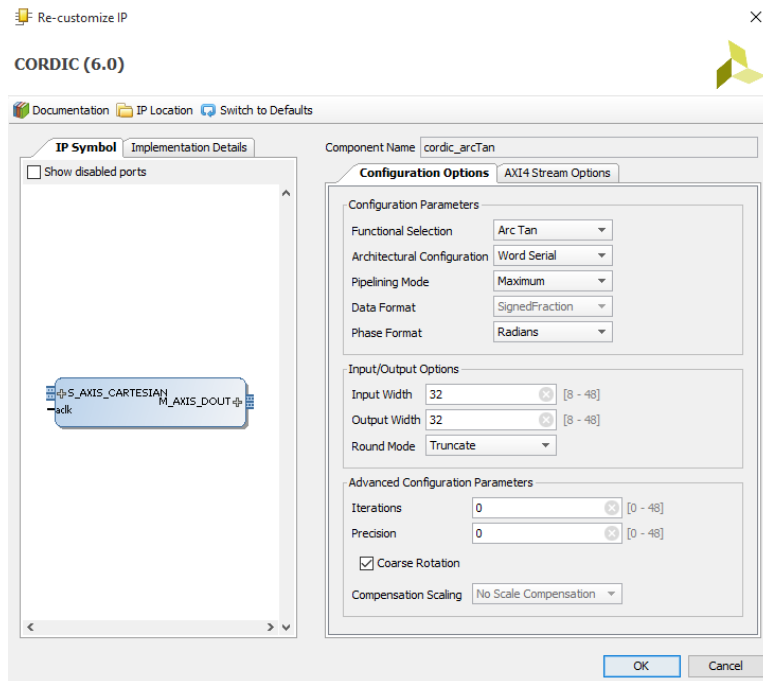 Re-customize IP
CORDIC (6.0)
Documentation IP Location Switch to Defaults
IP Symbol Implementation Details
Show disabled ports
S_AXIS_CARTESIAN
M_AXIS_DOUT
aclk
Component Name cordic_arcTan
Configuration Options AXI4 Stream Options
Configuration Parameters
Functional Selection Arc Tan
Architectural Configuration Word Serial
Pipelining Mode Maximum
Data Format SignedFraction
Phase Format Radians
Input/Output Options
Input Width 32 [8 - 48]
Output Width 32 [8 - 48]
Round Mode Truncate
Advanced Configuration Parameters
Iterations 0 [0 - 48]
Precision 0 [0 - 48]
Coarse Rotation
Compensation Scaling No Scale Compensation
OK Cancel